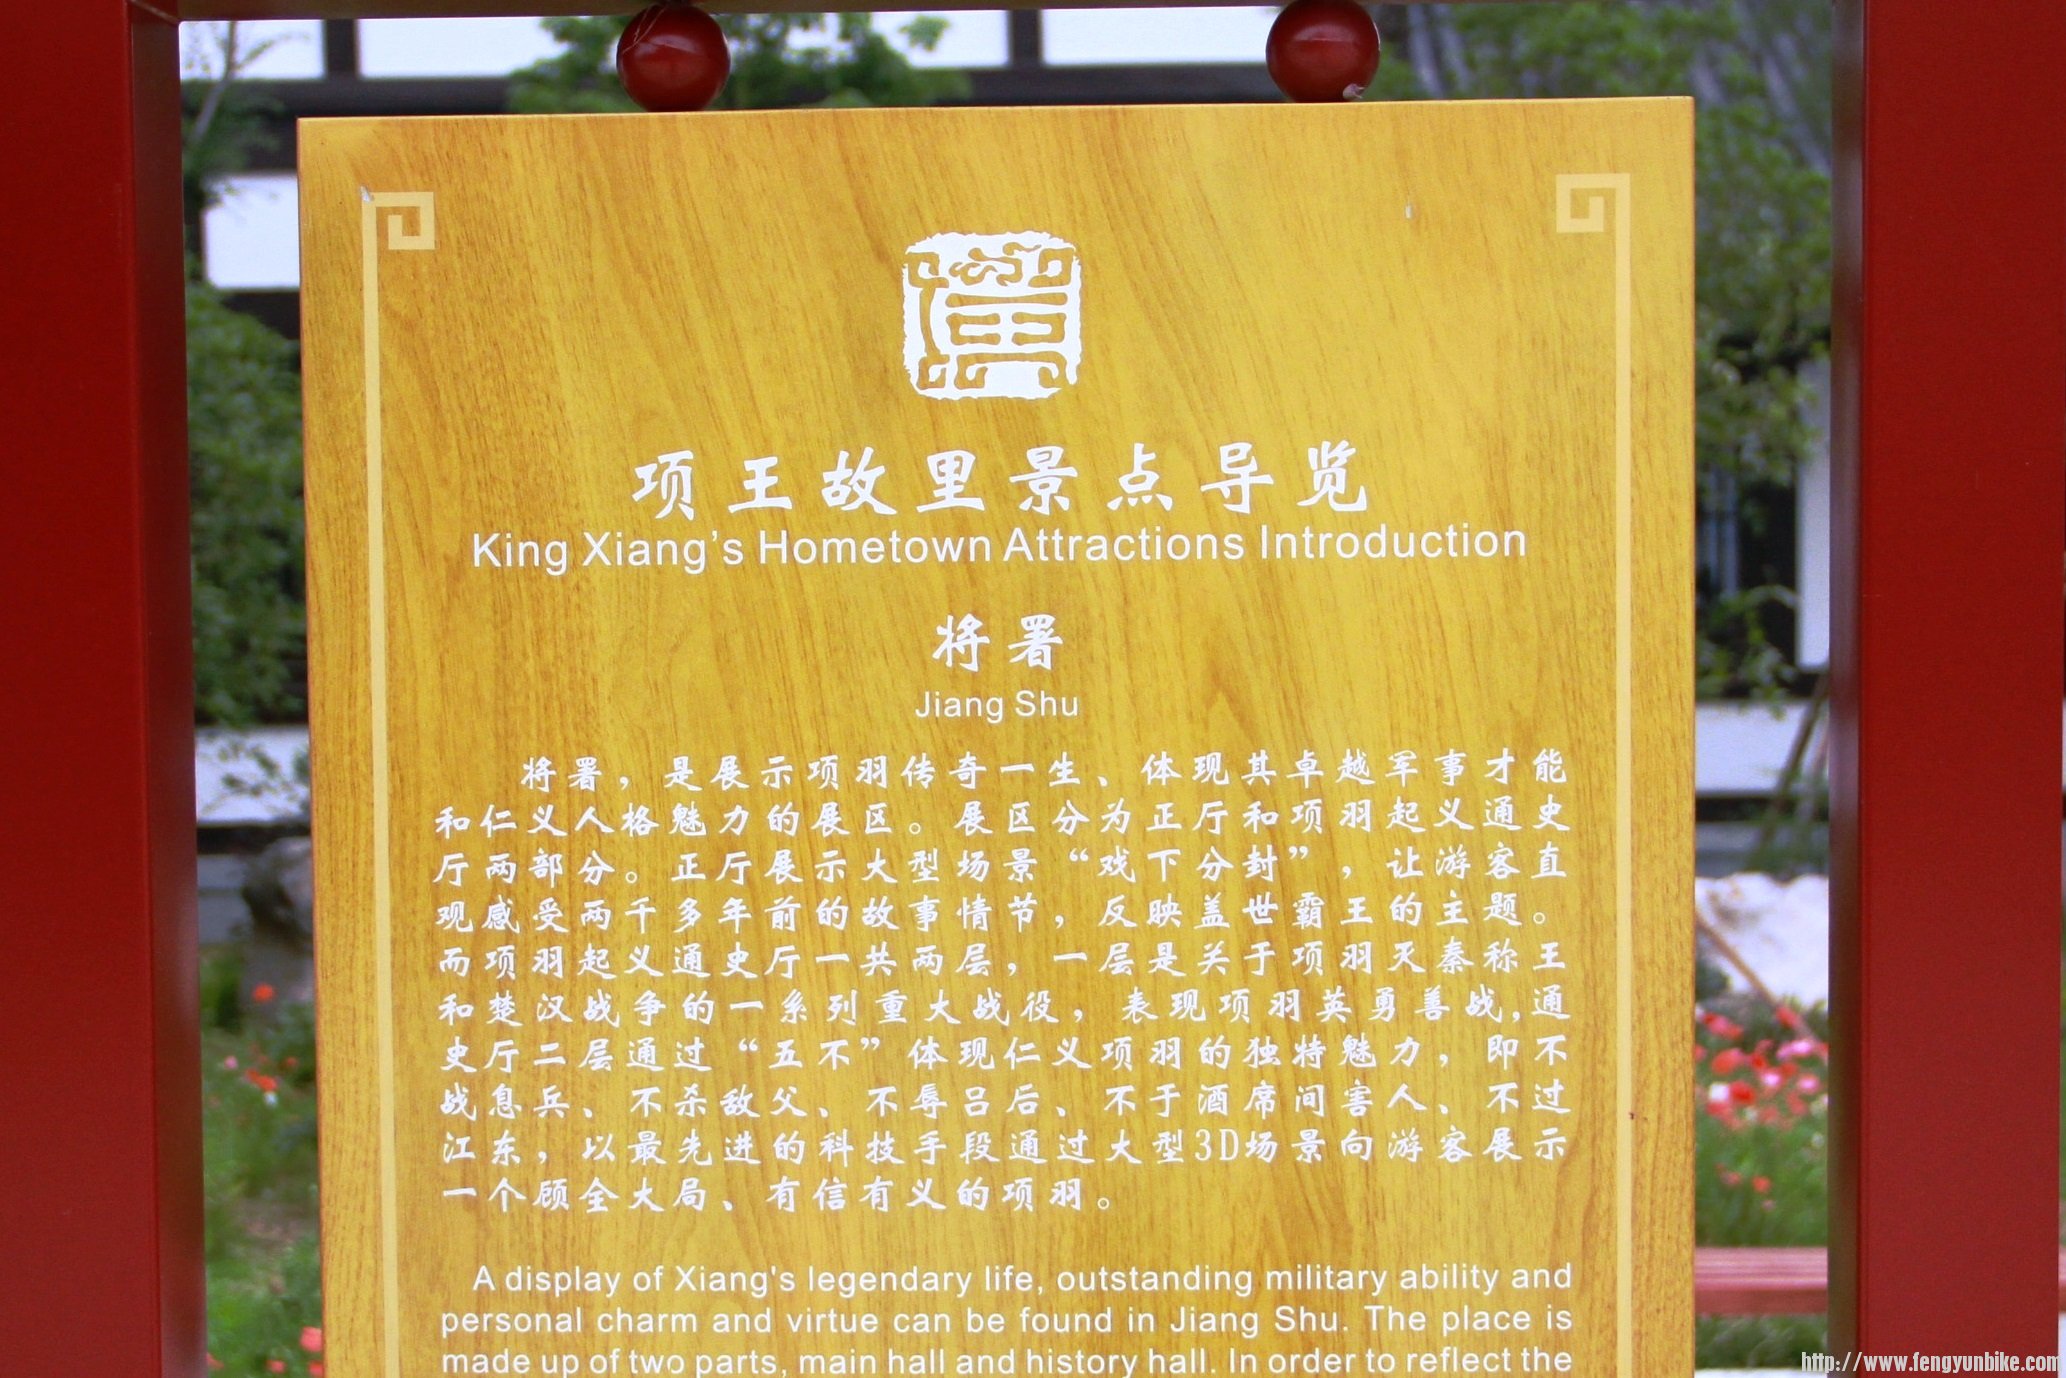 项王故里景点导览
King Xiang's Hometown Attractions Introduction
将署
Jiang Shu
将署，是展示项羽传奇一生、体现其卓越军事才能
和仁义人格魅力的展区。展区分为正厅和项羽起义通史
厅两部分。正厅展示大型场景“戏下分封”，让游客直
观感受两千多年前的故事情节，反映盖世霸王的主题。
而项羽起义通史厅一共两层，一层是关于项羽灭秦称王
和楚汉战争的一系列重大战役，表现项羽英勇善战,通
史厅二层通过“五不”体现仁义项羽的独特魅力，即不
战息兵、不杀敌父、不辱吕后、不于酒席间害人、不过
江东，以最先进的科技手段通过大型3D场景向游客展示
一个顾全大局、有信有义的项羽。
A display of Xiang's legendary life, outstanding military ability and
personal charm and virtue can be found in Jiang Shu. The place is
made up of two parts, main hall and history hall. In order to reflect the
http://www.fengyunbike.com